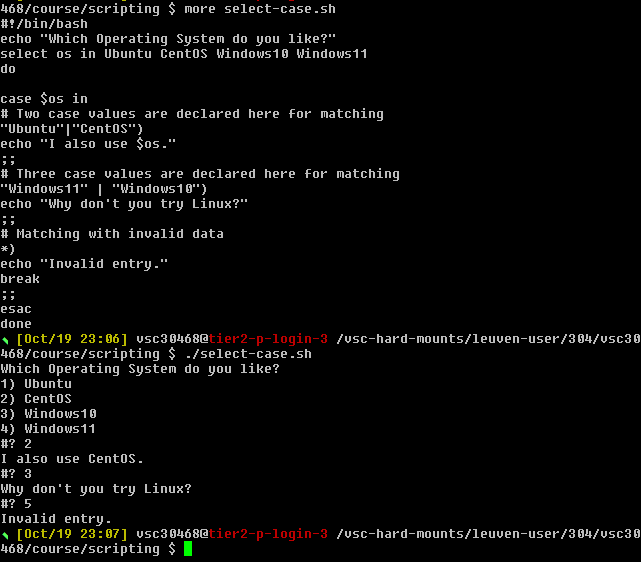 468/course/scripting $ more select-case.sh
#!/bin/bash
echo "Which Operating System do you like?"
select os in Ubuntu CentOS Windows10 Windows11
do
case $os in
# Two case values are declared here for matching
"Ubuntu"|"CentOS")
echo "I also use $os."
;;
# Three case values are declared here for matching
"Windows11" | "Windows10")
echo "Why don't you try Linux?"
;;
# Matching with invalid data
*)
echo "Invalid entry."
break
;;
esac
done
[Oct/19 23:06] vsc30468@tier2-p-login-3 /vsc-hard-mounts/leuven-user/304/vsc30
468/course/scripting $ ./select-case.sh
Which Operating System do you like?
1) Ubuntu
2) CentOS
3) Windows10
4) Windows11
#? 2
I also use CentOS.
#? 3
Why don't you try Linux?
#? 5
Invalid entry.
[Oct/19 23:07] vsc30468@tier2-p-login-3 /vsc-hard-mounts/leuven-user/304/vsc30
468/course/scripting $